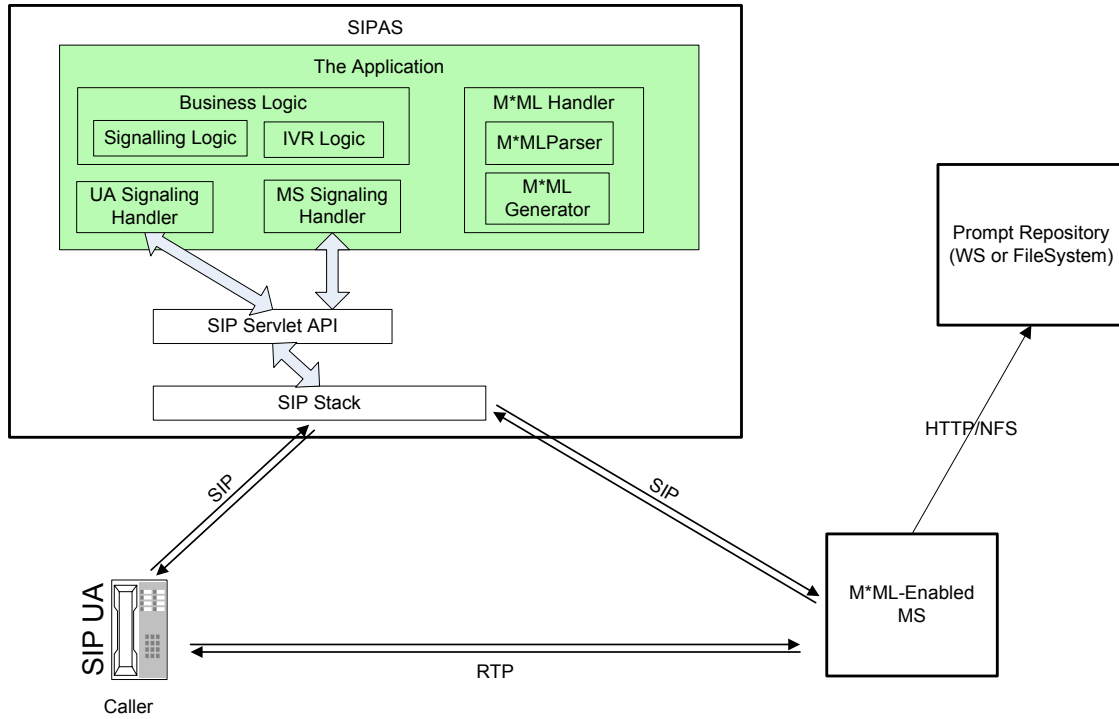 SIPAS
The Application
Business Logic
Signalling Logic
IVR Logic
M*ML Handler
M*MLParser
M*ML
Generator
UA Signaling
Handler
MS Signaling
Handler
SIP Servlet API
SIP Stack
Prompt Repository
(WS or FileSystem)
HTTP/NFS
SIP
SIP
M*ML-Enabled
MS
SIP UA
RTP
Caller